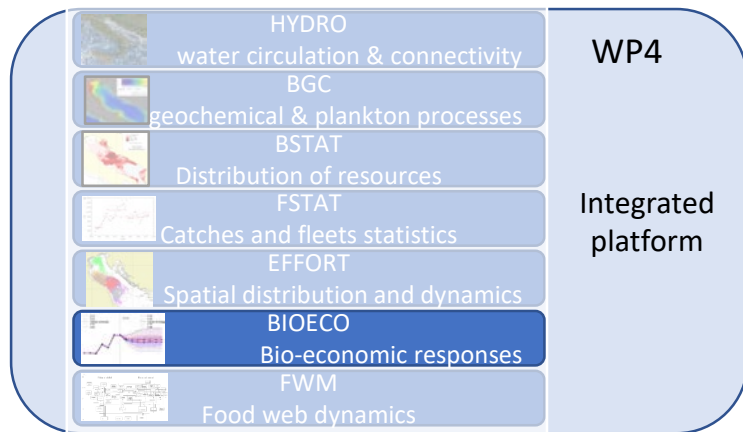 HYDRO
water circulation & connectivity
WP4
BGC
geochemical & plankton processes
BSTAT
Distribution of resources
FSTAT
Catches and fleets statistics
Integrated
platform
EFFORT
Spatial distribution and dynamics
BIOECO
Bio-economic responses
FWM
Food web dynamics